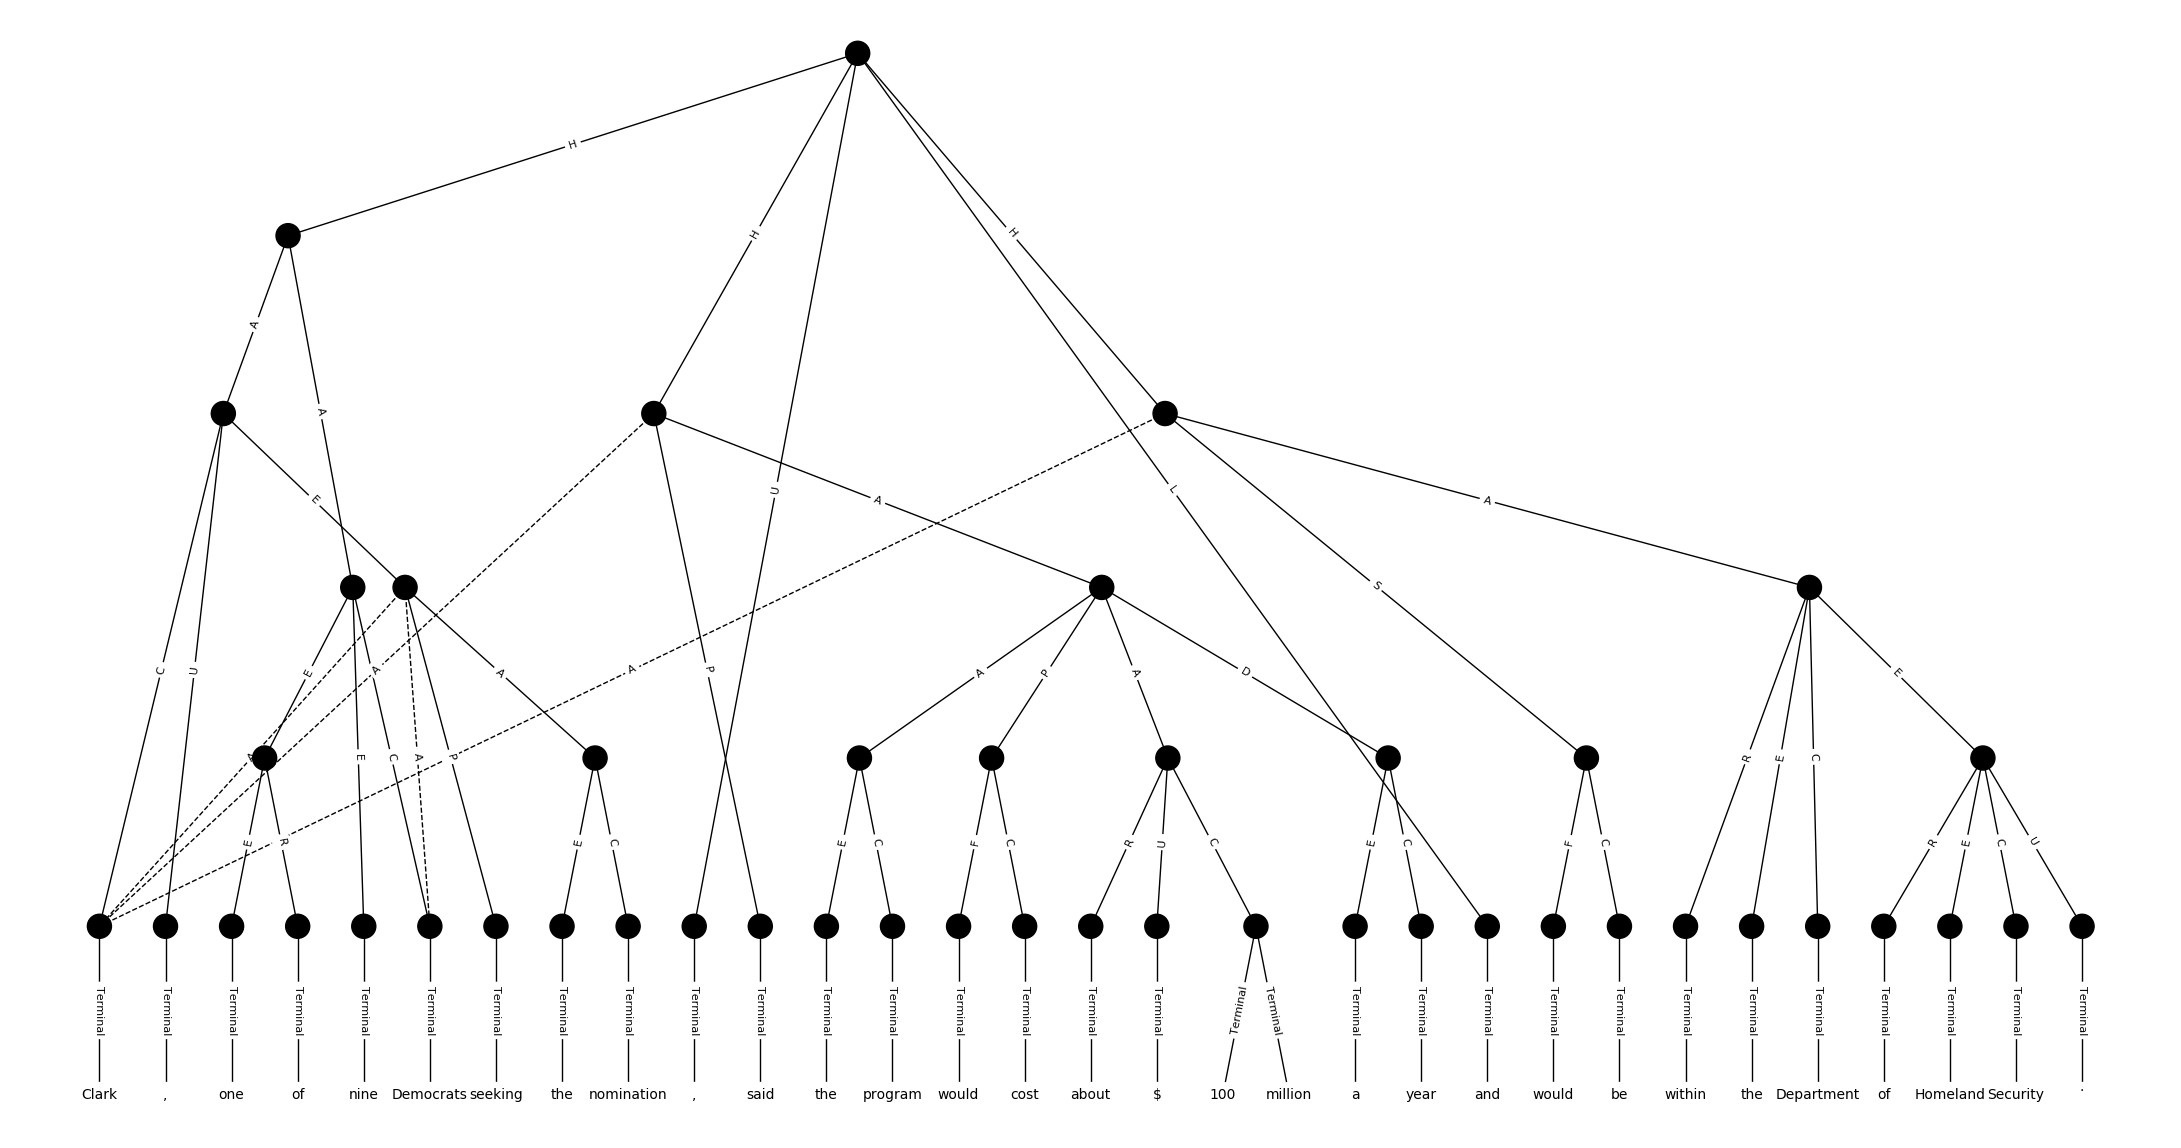 H
H
H
A
A
U
L
E
A
A
S
C
U
E
A
A
A
P
A
A
P
A
D
E
A
E
C
A
P
R
E
C
E
R
E
C
E
C
F
C
R
U
C
E
C
F
C
R
E
C
U
Terminal Terminal Terminal Terminal Terminal Terminal Terminal Terminal Terminal Terminal Terminal Terminal Terminal Terminal Terminal Terminal Terminal Terminal Terminal Terminal Terminal Terminal Terminal Terminal Terminal Terminal Terminal Terminal Terminal Terminal Terminal
Clark , one of nine Democrats seeking the nomination , said the program would cost about $ 100 million a year and would be within the Department of Homeland Security .